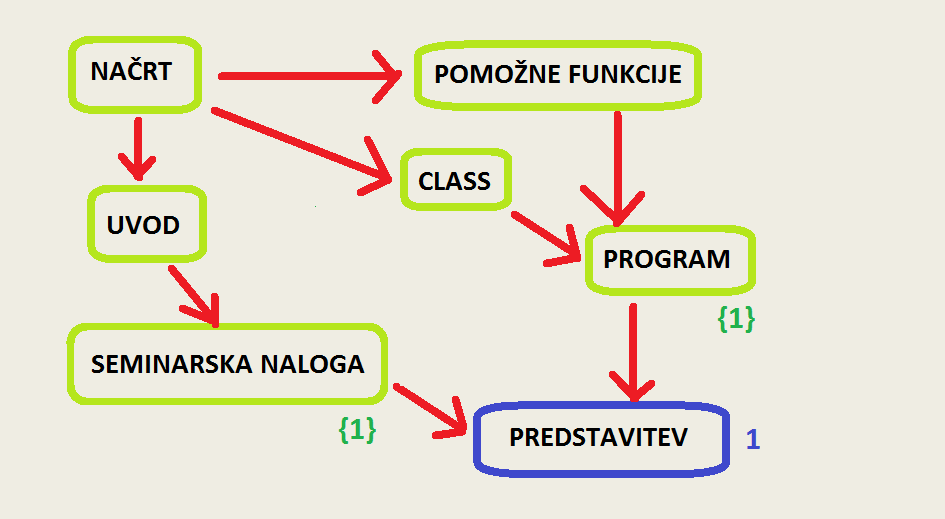 NAČRT
POMOŽNE FUNKCIJE
CLASS
UVOD
PROGRAM
{1}
SEMINARSKA NALOGA
{1}
PREDSTAVITEV
1